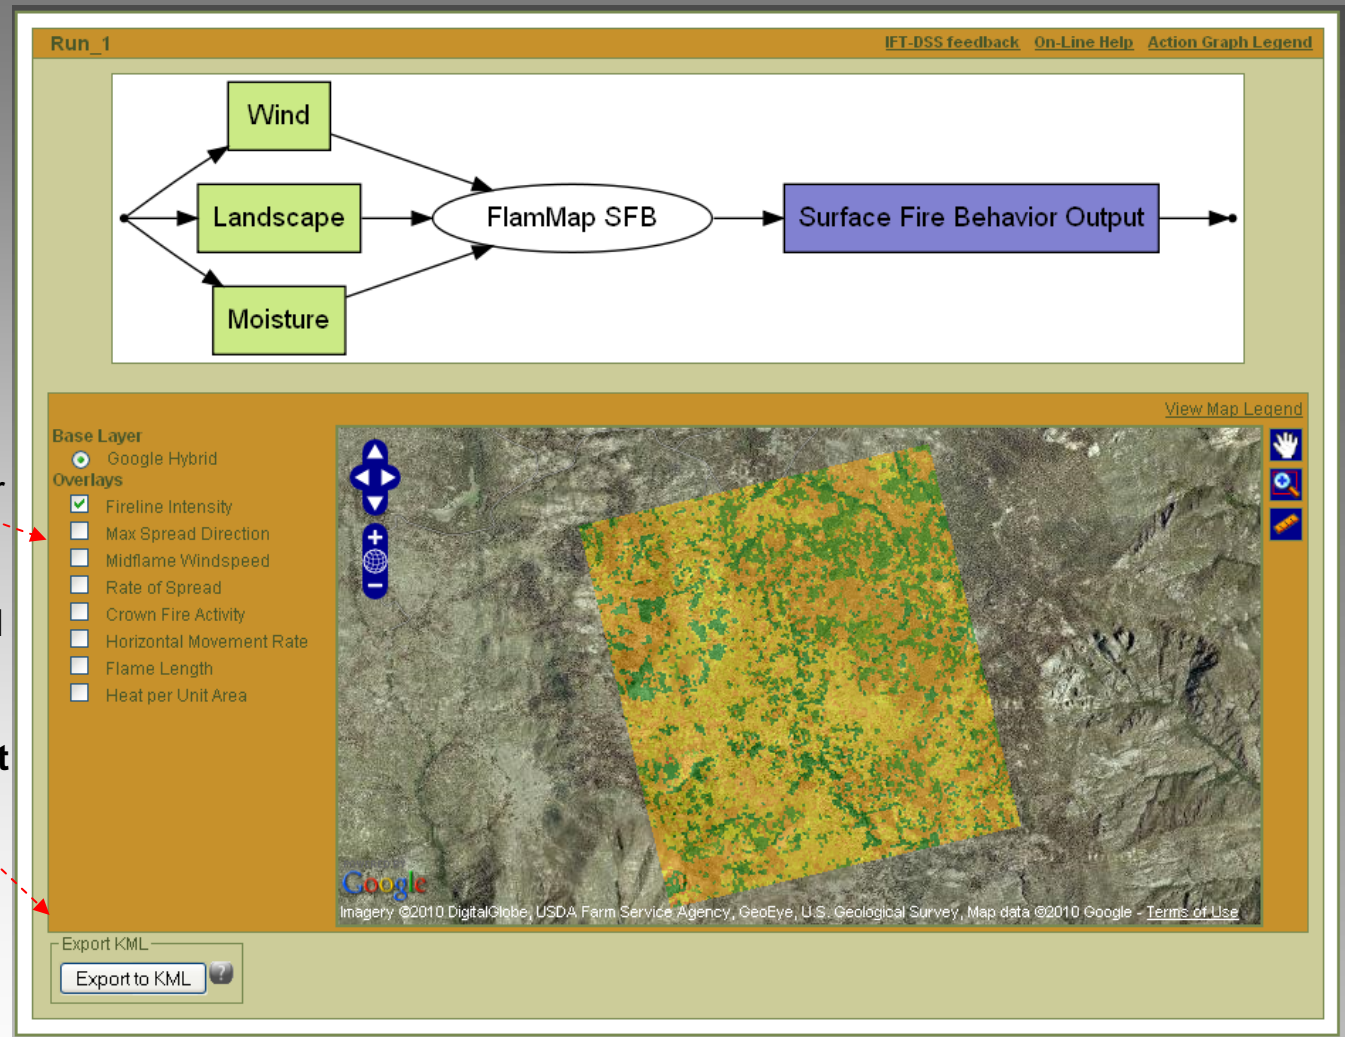 Run_1
IFT-DSS feedback On-Line Help Action Graph Legend
Wind
Landscape
Moisture
FlamMap SFB
Surface Fire Behavior Output
View Map Legend
Base Layer
Google Hybrid
Overlays
Fireline Intensity
Max Spread Direction
Midflame Windspeed
Rate of Spread
Crown Fire Activity
Horizontal Movement Rate
Flame Length
Heat per Unit Area
Google
Imagery ©2010 DigitalGlobe, USDA Farm Service Agency, GeoEye, U.S. Geological Survey, Map data ©2010 Google - Terms of Use
Export KML
Export to KML ?